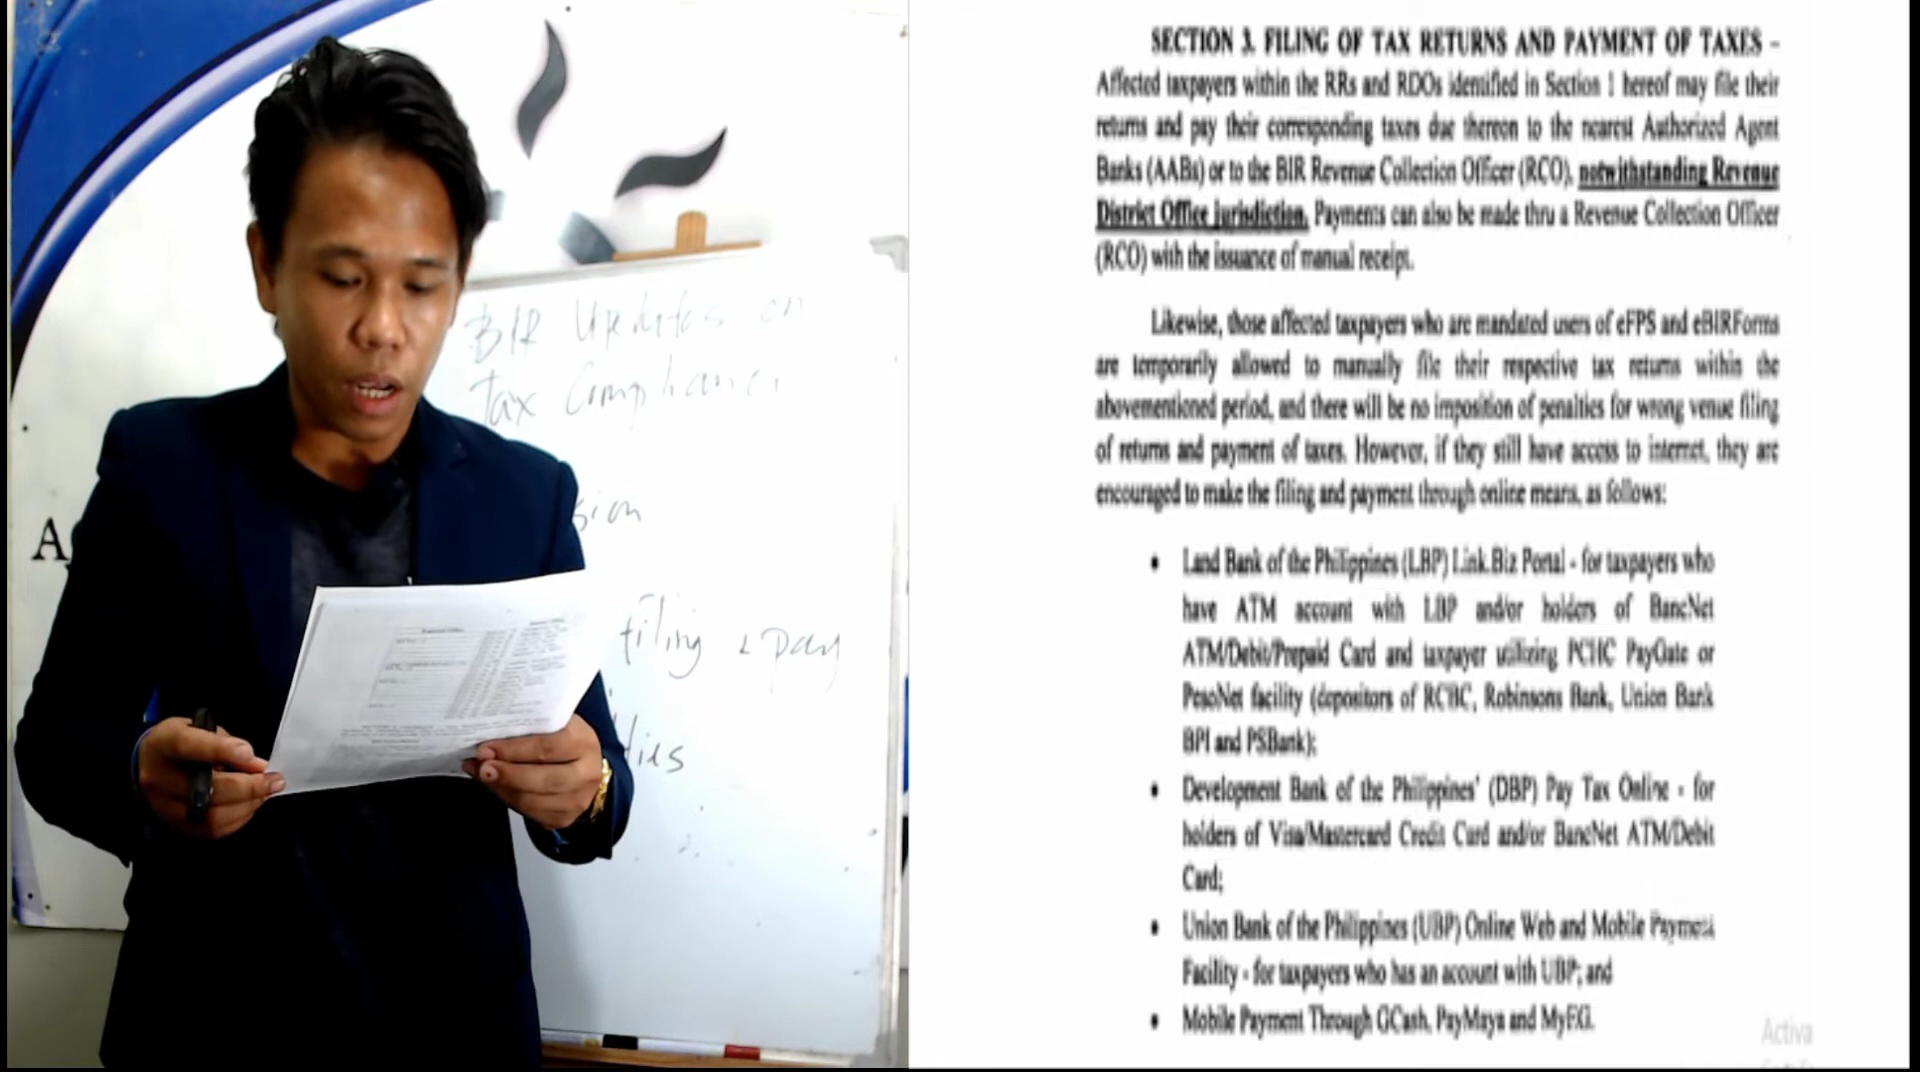 A
BIR Updates on
Tax Compliance
sion
filing & pay
ties
SECTION 3. FILING OF TAX RETURNS AND PAYMENT OF TAXES –
Affected taxpayers within the RRs and RDOs identified in Section 1 hereof may file their
returns and pay their corresponding taxes due thereon to the nearest Authorized Agent
Banks (AABs) or to the BIR Revenue Collection Officer (RCO), notwithstanding Revenue
District Office jurisdiction. Payments can also be made thru a Revenue Collection Officer
(RCO) with the issuance of manual receipt.
Likewise, those affected taxpayers who are mandated users of eFPS and eBIRForms
are temporarily allowed to manually file their respective tax returns within the
abovementioned period, and there will be no imposition of penalties for wrong venue filing
of returns and payment of taxes. However, if they still have access to internet, they are
encouraged to make the filing and payment through online means, as follows:
• Land Bank of the Philippines (LBP) Link.Biz Portal - for taxpayers who
have ATM account with LBP and/or holders of BancNet
ATM/Debit/Prepaid Card and taxpayer utilizing PCHC PayGate or
PesoNet facility (depositors of RCBC, Robinsons Bank, Union Bank
BPI and PSBank);
• Development Bank of the Philippines' (DBP) Pay Tax Online - for
holders of Visa/Mastercard Credit Card and/or BancNet ATM/Debit
Card;
• Union Bank of the Philippines (UBP) Online Web and Mobile Payment
Facility - for taxpayers who has an account with UBP; and
• Mobile Payment Through GCash, PayMaya and MyEG.
Activa